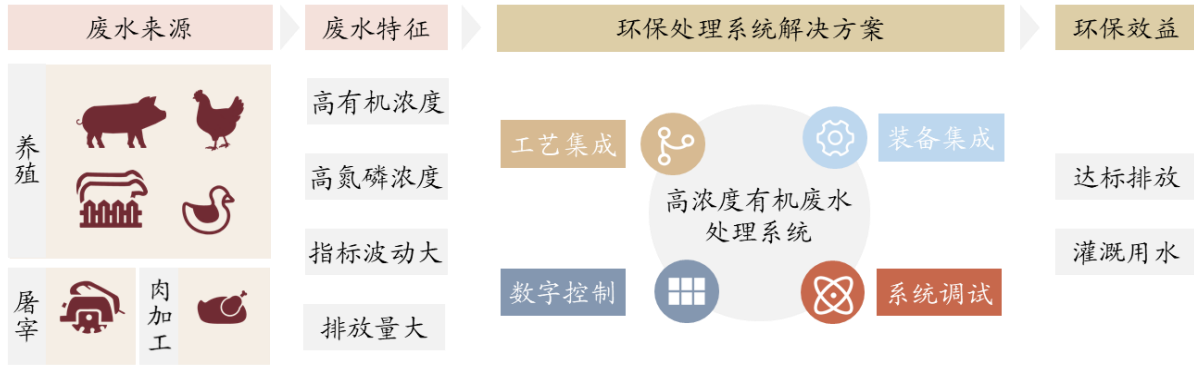 废水来源
废水特征
环保处理系统解决方案
环保效益
养殖
屠宰
肉加工
高有机浓度
高氮磷浓度
指标波动大
排放量大
工艺集成
装备集成
高浓度有机废水
处理系统
数字控制
系统调试
达标排放
灌溉用水